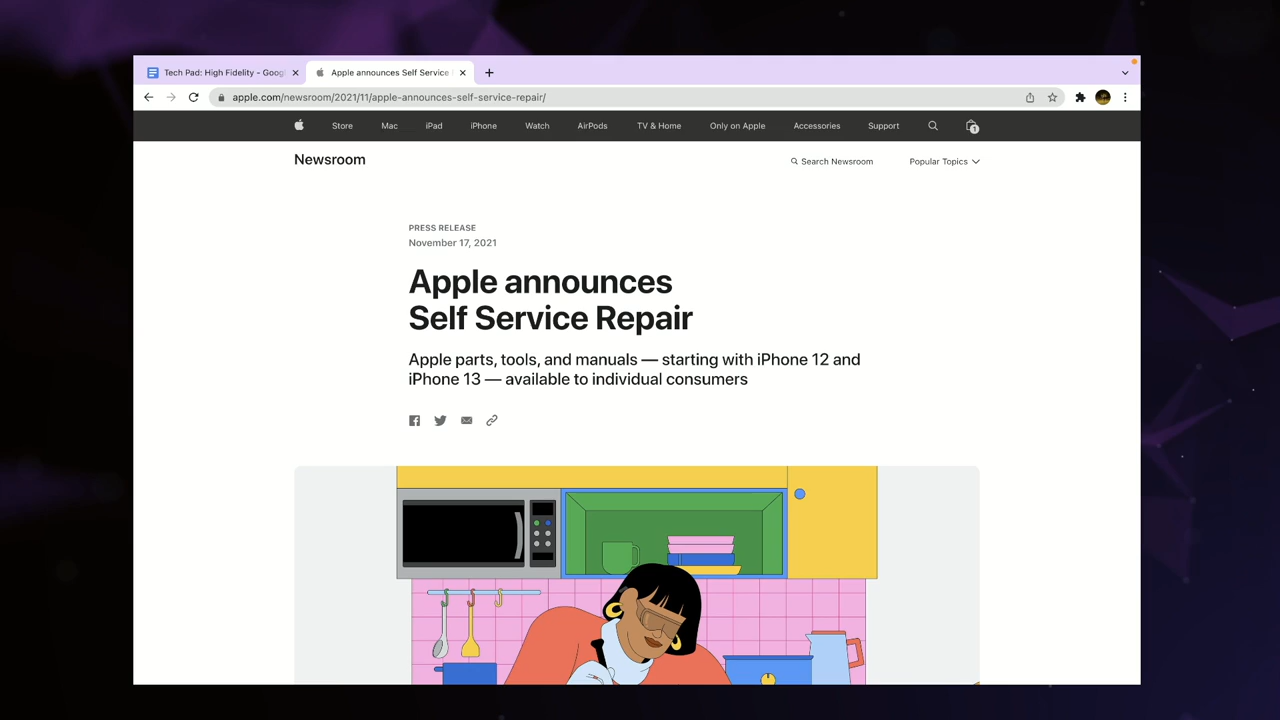 Tech Pad: High Fidelity - Goog
Apple announces Self Service
apple.com/newsroom/2021/11/apple-announces-self-service-repair/
Store Mac iPad iPhone Watch AirPods TV & Home Only on Apple Accessories Support 1
Newsroom Search Newsroom Popular Topics
PRESS RELEASE
November 17, 2021
Apple announces
Self Service Repair
Apple parts, tools, and manuals — starting with iPhone 12 and
iPhone 13 — available to individual consumers